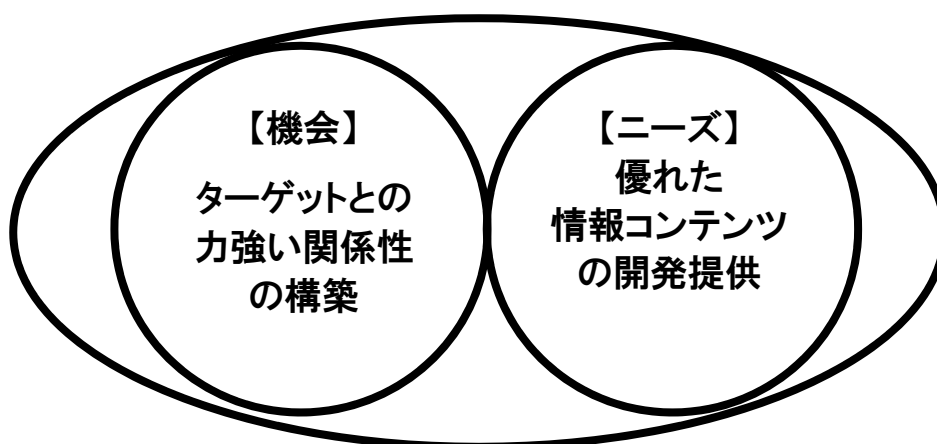 【機会】
ターゲットとの
力強い関係性
の構築
【ニーズ】
優れた
情報コンテンツ
の開発提供